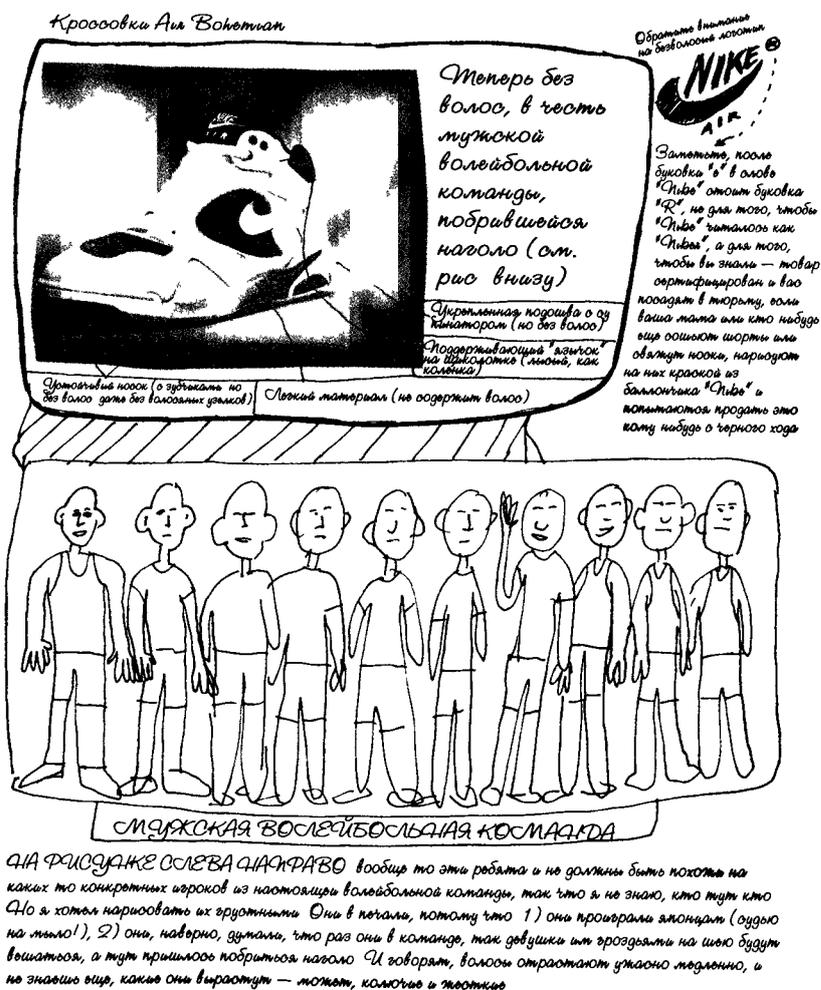 Кроссовки Аиr Bohemian
Обратите внимание
на безволосый логотип
NIKE ®
AIR
Теперь без
волос, в честь
мужской
волейбольной
команды,
побрившейся
наголо (см.
рис внизу)
Заметьте, после
буковки "е" в слове
"Nike" стоит буковка
"R", не для того, чтобы
"Nike" читалось как
"Niker", а для того,
чтобы вы знали — товар
сертифицирован и вас
посадят в тюрьму, если
ваша мама или кто нибудь
еще сошьют шорты или
свяжут носки, нарисуют
на них краской из
баллончика "Nike" и
попытаются продать это
кому нибудь с черного хода
Укрепленная подошва с су
пинатором (но без волос)
Поддерживающий "язычок"
на щиколотке (лысый, как
коленка)
Устойчивый носок (с зубчиками но
без волос даже без волосяных узелков)
Легкий материал (не содержит волос)
МУЖСКАЯ ВОЛЕЙБОЛЬНАЯ КОМАНДА
НА РИСУНКЕ СЛЕВА НАПРАВО вообще то эти ребята и не должны быть похожи на
каких то конкретных игроков из настоящей волейбольной команды, так что я не знаю, кто тут кто
Но я хотел нарисовать их грустными Они в печали, потому что 1) они проиграли японцам (судью
на мыло!), 2) они, наверно, думали, что раз они в команде, так девушки им гроздьями на шею будут
вешаться, а тут пришлось побриться наголо И говорят, волосы отрастают ужасно медленно, и
не знаешь еще, какие они вырастут — может, колючие и жесткие